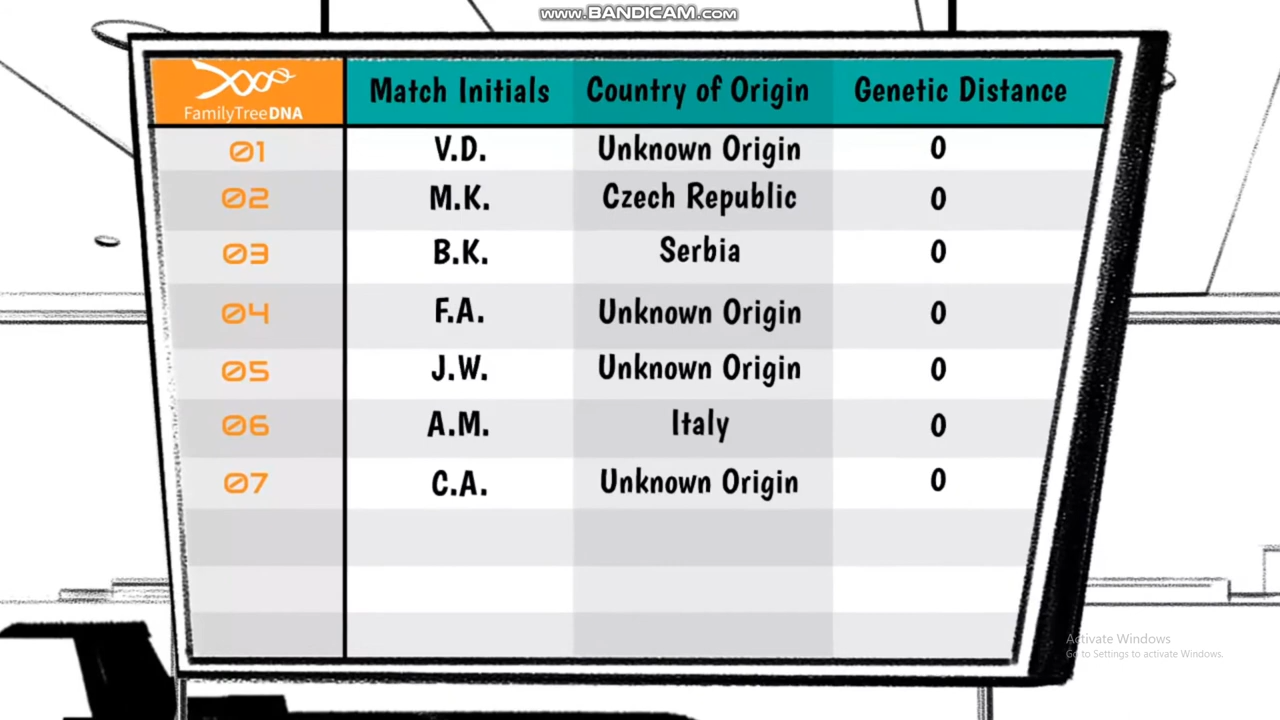 www.BANDICAM.com
FamilyTreeDNA Match Initials Country of Origin Genetic Distance
01 V.D. Unknown Origin 0
02 M.K. Czech Republic 0
03 B.K. Serbia 0
04 F.A. Unknown Origin 0
05 J.W. Unknown Origin 0
06 A.M. Italy 0
07 C.A. Unknown Origin 0
Activate Windows
Go to Settings to activate Windows.